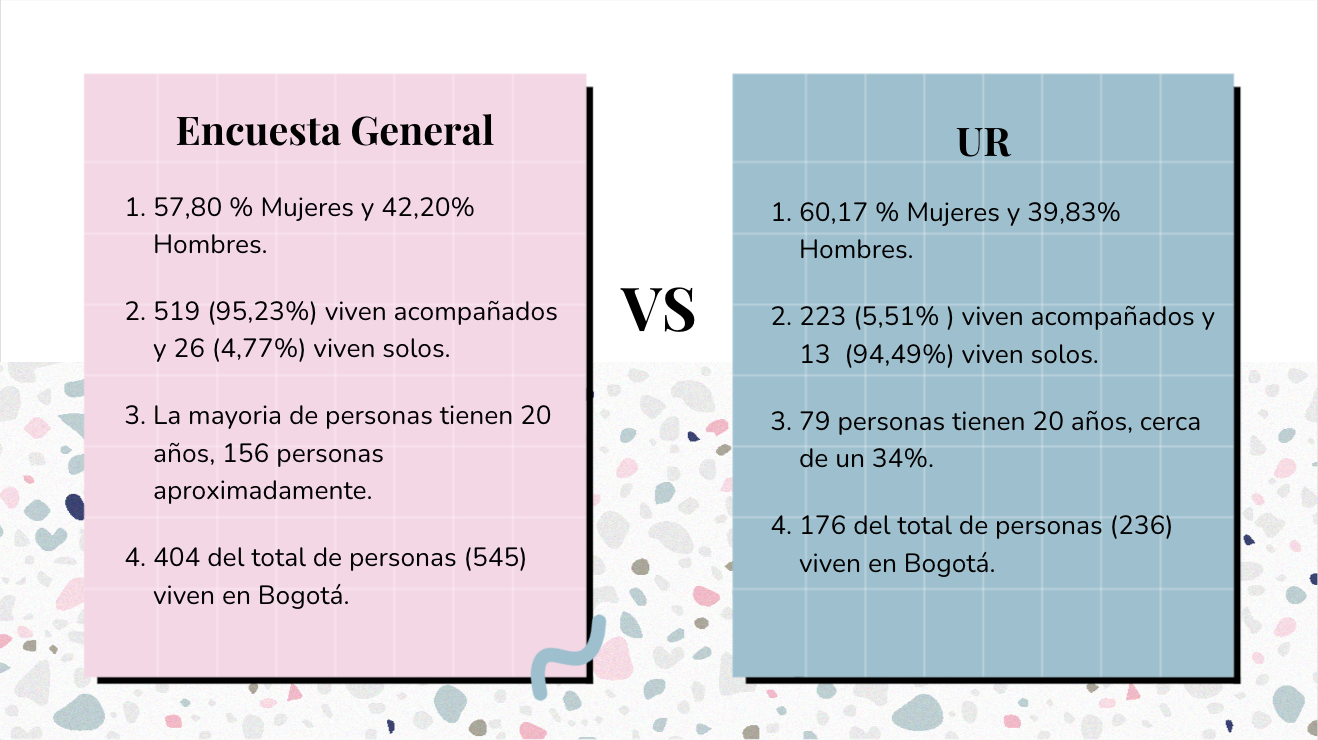 Encuesta General
1. 57,80 % Mujeres y 42,20%
Hombres.
2. 519 (95,23%) viven acompañados
y 26 (4,77%) viven solos.
3. La mayoria de personas tienen 20
años, 156 personas
aproximadamente.
4. 404 del total de personas (545)
viven en Bogotá.
VS
UR
1. 60,17 % Mujeres y 39,83%
Hombres.
2. 223 (5,51% ) viven acompañados y
13  (94,49%) viven solos.
3. 79 personas tienen 20 años, cerca
de un 34%.
4. 176 del total de personas (236)
viven en Bogotá.